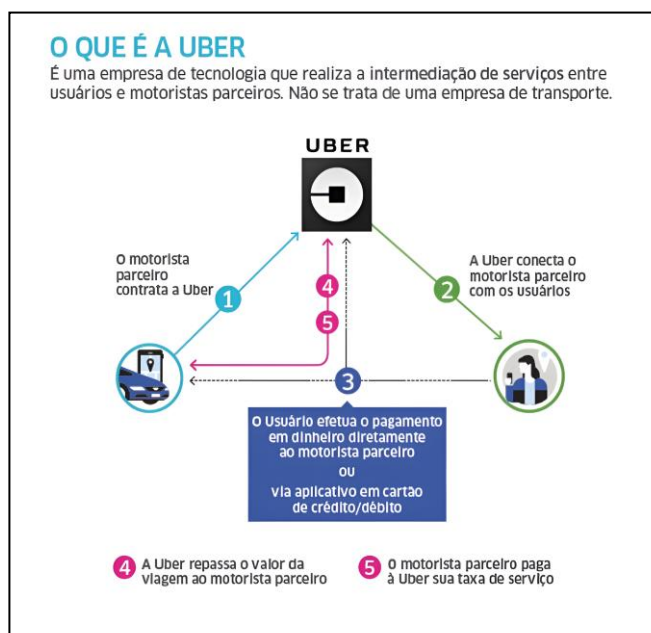 O QUE É A UBER
É uma empresa de tecnologia que realiza a intermediação de serviços entre
usuários e motoristas parceiros. Não se trata de uma empresa de transporte.
UBER
O motorista
parceiro
contrata a Uber
1
4
5
2
A Uber conecta o
motorista parceiro
com os usuários
3
O Usuário efetua o pagamento
em dinheiro diretamente
ao motorista parceiro
ou
via aplicativo em cartão
de crédito/débito
4 A Uber repassa o valor da
viagem ao motorista parceiro
5 O motorista parceiro paga
à Uber sua taxa de serviço